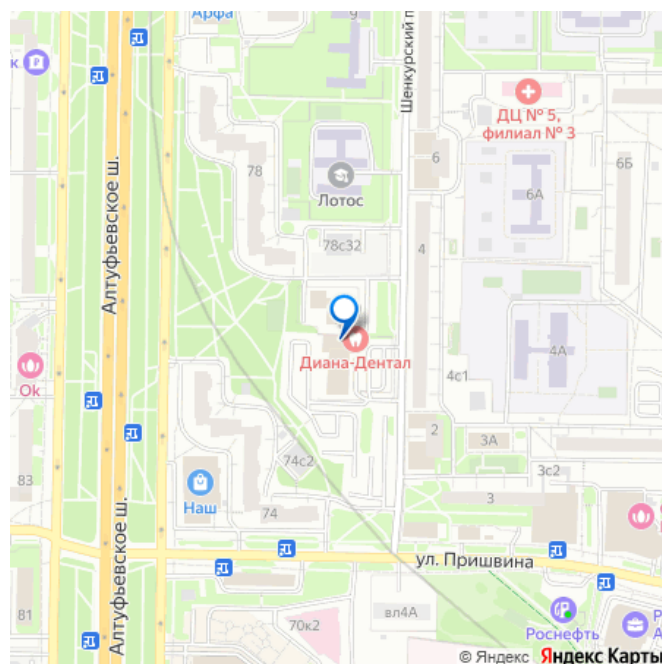 Арфа
9
к
Шенкурский п
ДЦ № 5,
филиал № 3
6
78
6Б
6А
Лотос
Алтуфьевское ш.
78с32
4
Диана-Дентал
4А
Ok
4с1
2
3А
74с2
83
3с2
Наш
3
74
Алтуфьевское ш.
ул. Пришвина
81
вл4А
70к2
Роснефть
Р
А
© Яндекс Яндекс Карты